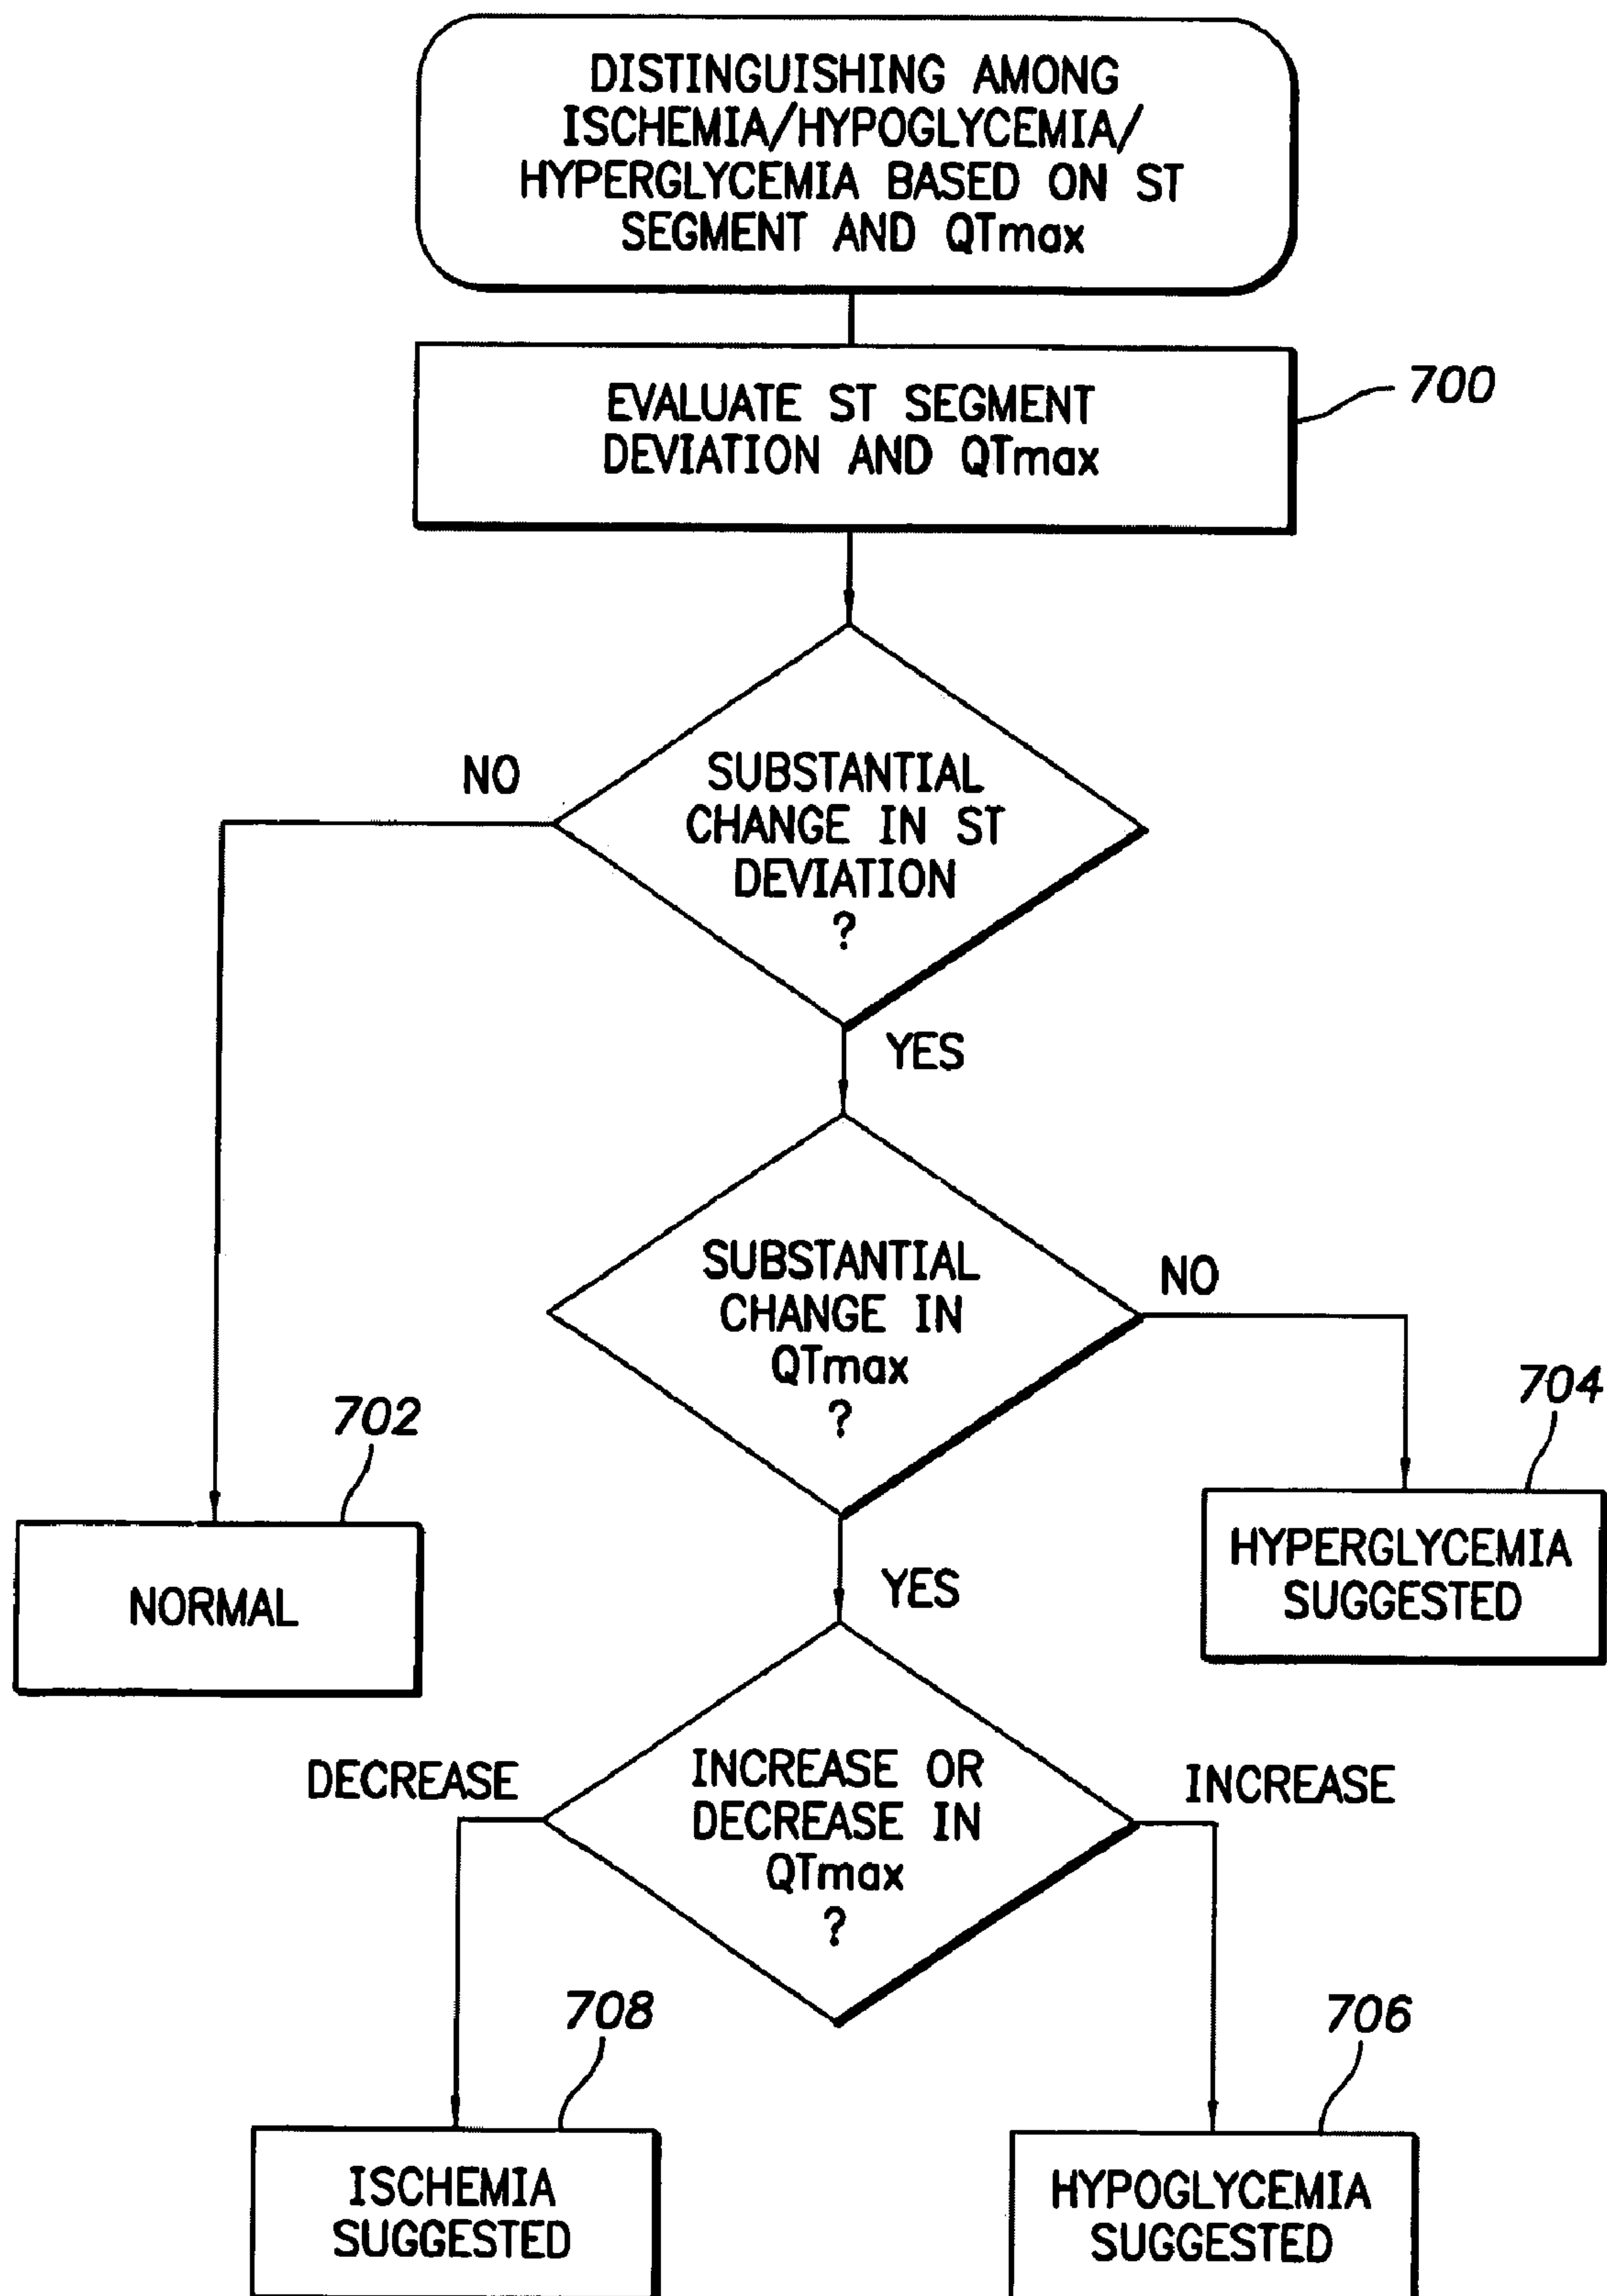 DISTINGUISHING AMONG
ISCHEMIA/HYPOGLYCEMIA/
HYPERGLYCEMIA BASED ON ST
SEGMENT AND QTmax
EVALUATE ST SEGMENT
DEVIATION AND QTmax
700
SUBSTANTIAL
CHANGE IN ST
DEVIATION
?
NO
YES
SUBSTANTIAL
CHANGE IN
QTmax
?
NO
YES
702
NORMAL
704
HYPERGLYCEMIA
SUGGESTED
INCREASE OR
DECREASE IN
QTmax
?
DECREASE
INCREASE
708
ISCHEMIA
SUGGESTED
706
HYPOGLYCEMIA
SUGGESTED